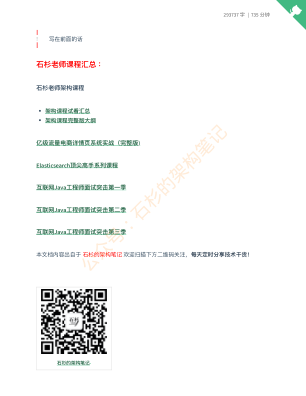 259737 字 | 735 分钟
写在前面的话
石杉老师课程汇总：
石杉老师架构课程
架构课程试看汇总
架构课程完整版大纲
亿级流量电商详情页系统实战（完整版)
Elasticsearch顶尖高手系列课程
互联网Java工程师面试突击第一季
互联网Java工程师面试突击第二季
互联网Java工程师面试突击第三季
本文档内容出自于 石杉的架构笔记 欢迎扫描下方二维码关注，每天定时分享技术干货！
公众号：石杉的架构笔记
石杉的架构笔记